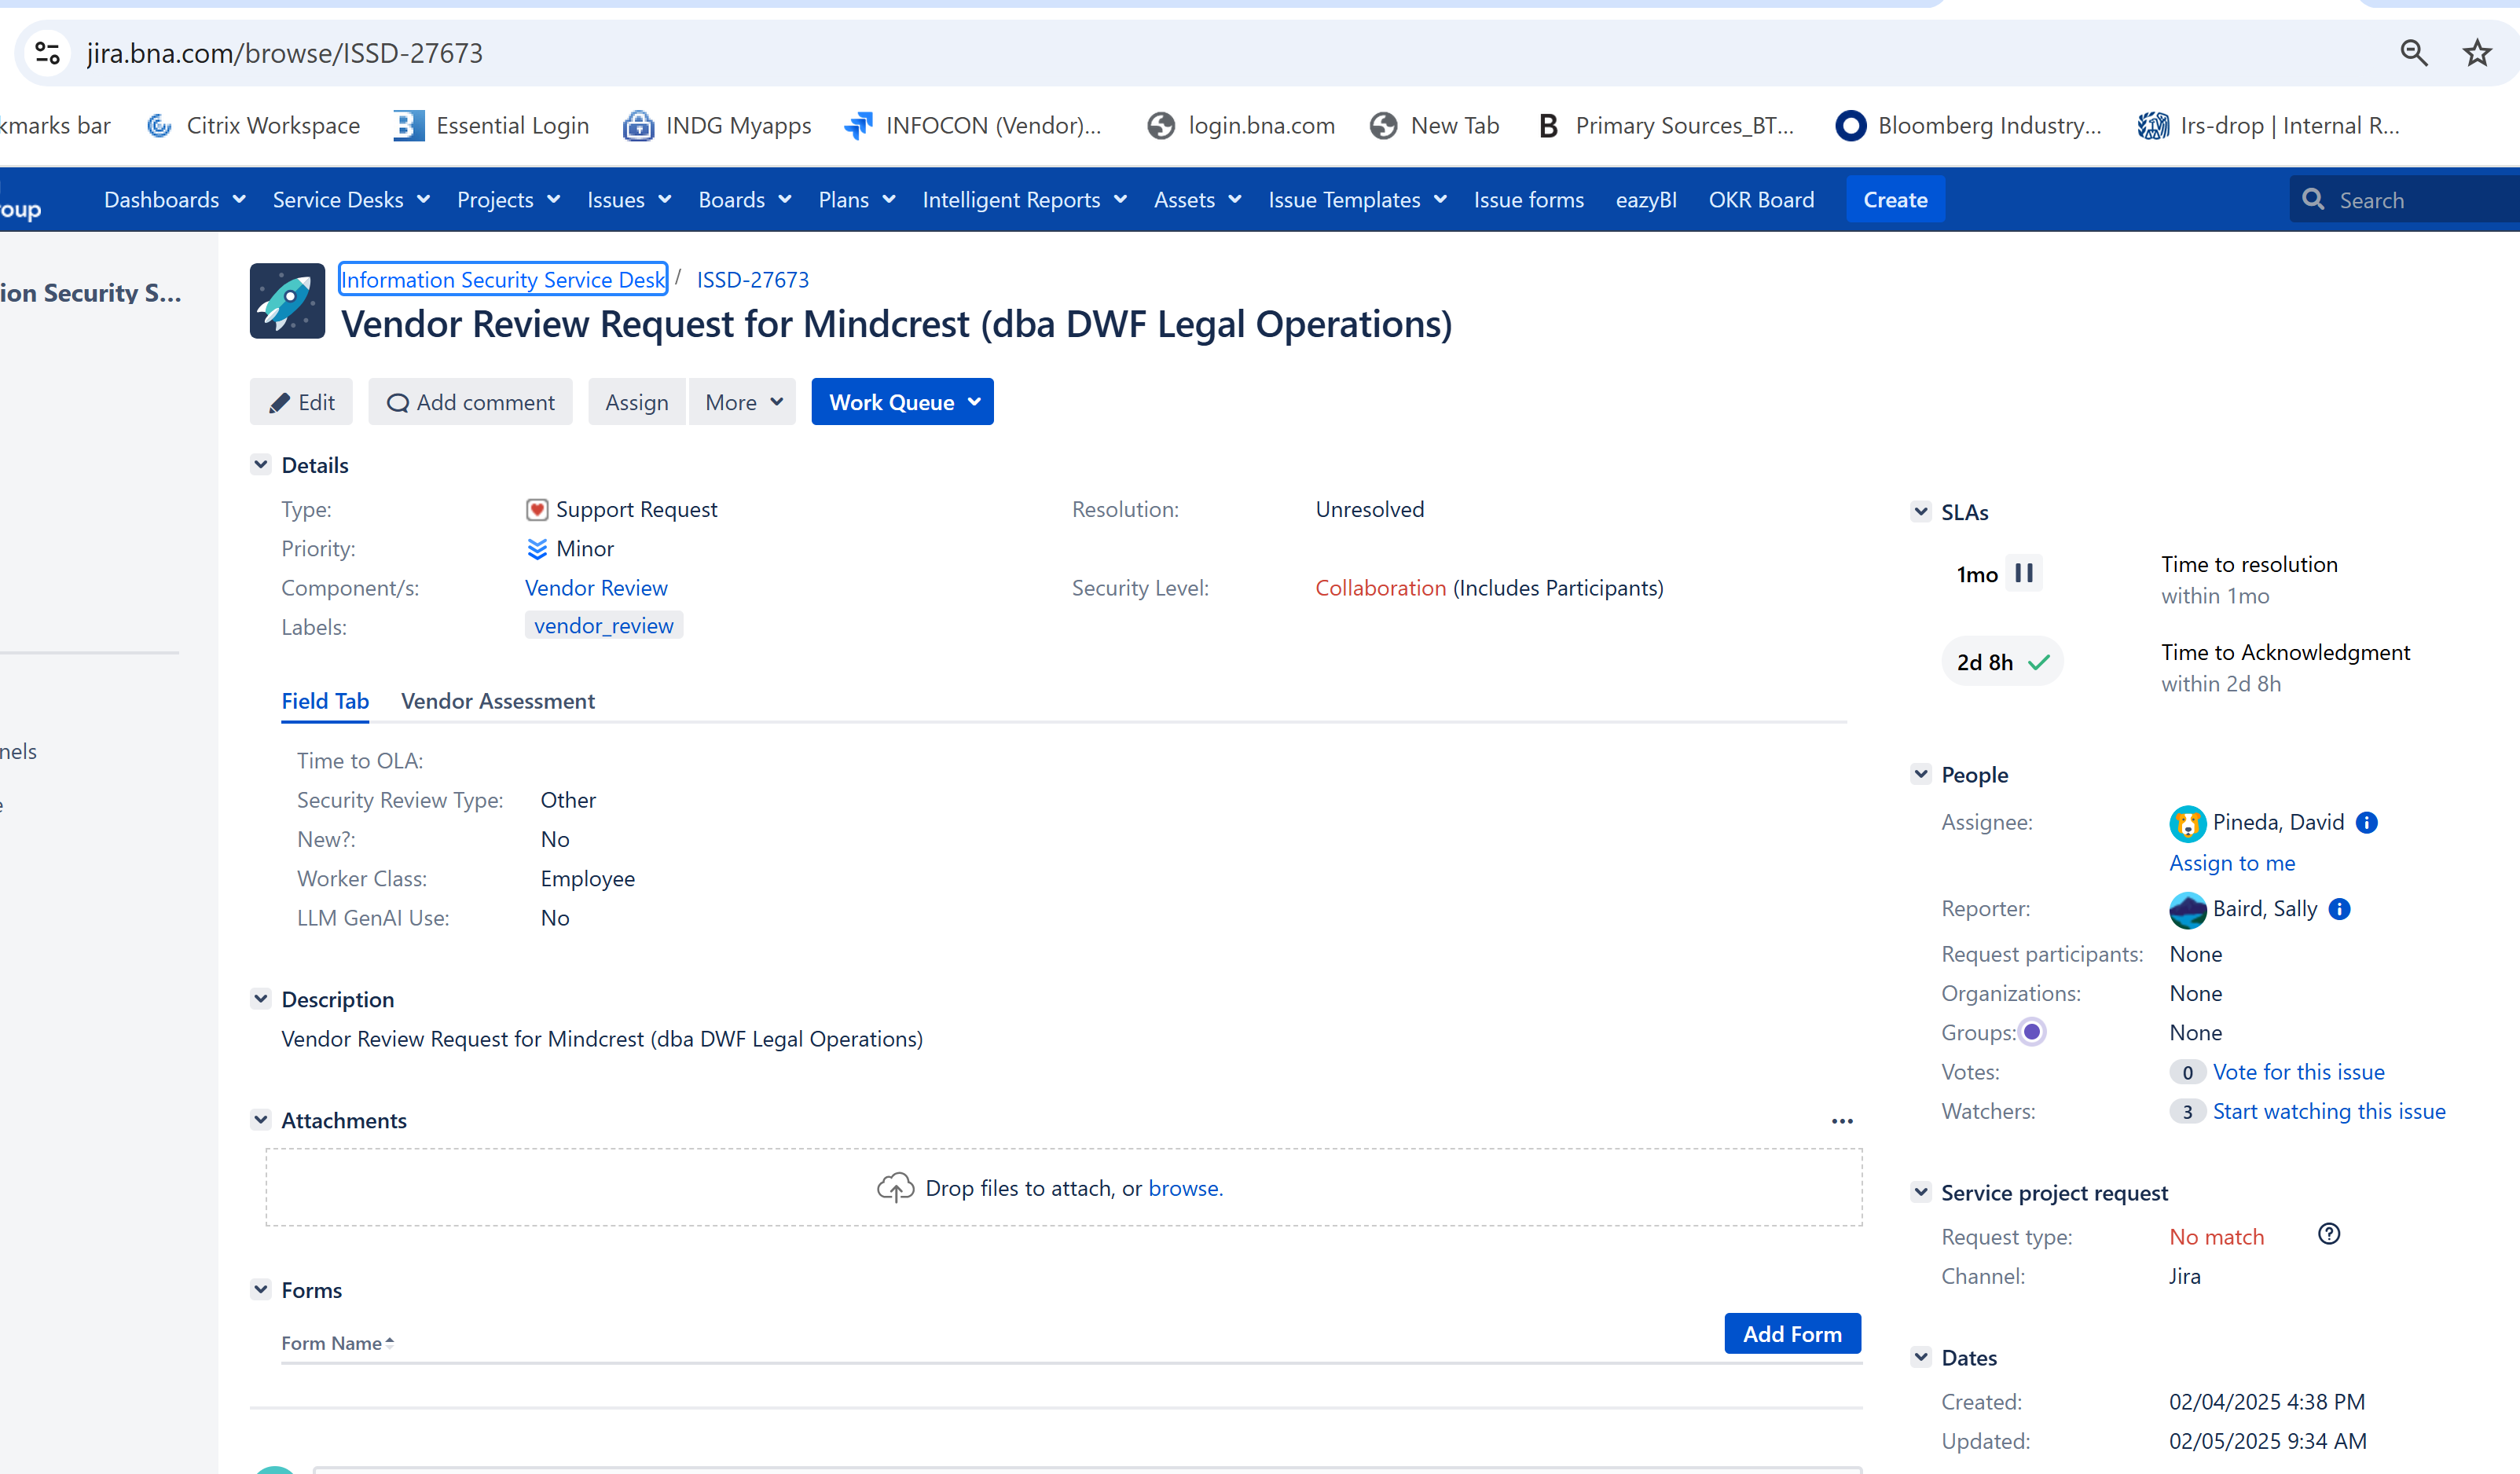 jira.bna.com/browse/ISSD-27673
kmarks bar Citrix Workspace Essential Login INDG Myapps INFOCON (Vendor)... login.bna.com New Tab Primary Sources_BT... Bloomberg Industry... Irs-drop | Internal R...
oup Dashboards Service Desks Projects Issues Boards Plans Intelligent Reports Assets Issue Templates Issue forms eazyBI OKR Board Create Search
ion Security S...
nels
e
Information Security Service Desk / ISSD-27673
Vendor Review Request for Mindcrest (dba DWF Legal Operations)
Edit Add comment Assign More Work Queue
Details
Type: Support Request Resolution: Unresolved
Priority: Minor
Component/s: Vendor Review Security Level: Collaboration (Includes Participants)
Labels: vendor_review
Field Tab Vendor Assessment
Time to OLA:
Security Review Type: Other
New?: No
Worker Class: Employee
LLM GenAI Use: No
Description
Vendor Review Request for Mindcrest (dba DWF Legal Operations)
Attachments
Drop files to attach, or browse.
Forms
Form Name
Add Form
SLAs
1mo Time to resolution
within 1mo
2d 8h Time to Acknowledgment
within 2d 8h
People
Assignee: Pineda, David
Assign to me
Reporter: Baird, Sally
Request participants: None
Organizations: None
Groups: None
Votes: 0 Vote for this issue
Watchers: 3 Start watching this issue
Service project request
Request type: No match
Channel: Jira
Dates
Created: 02/04/2025 4:38 PM
Updated: 02/05/2025 9:34 AM